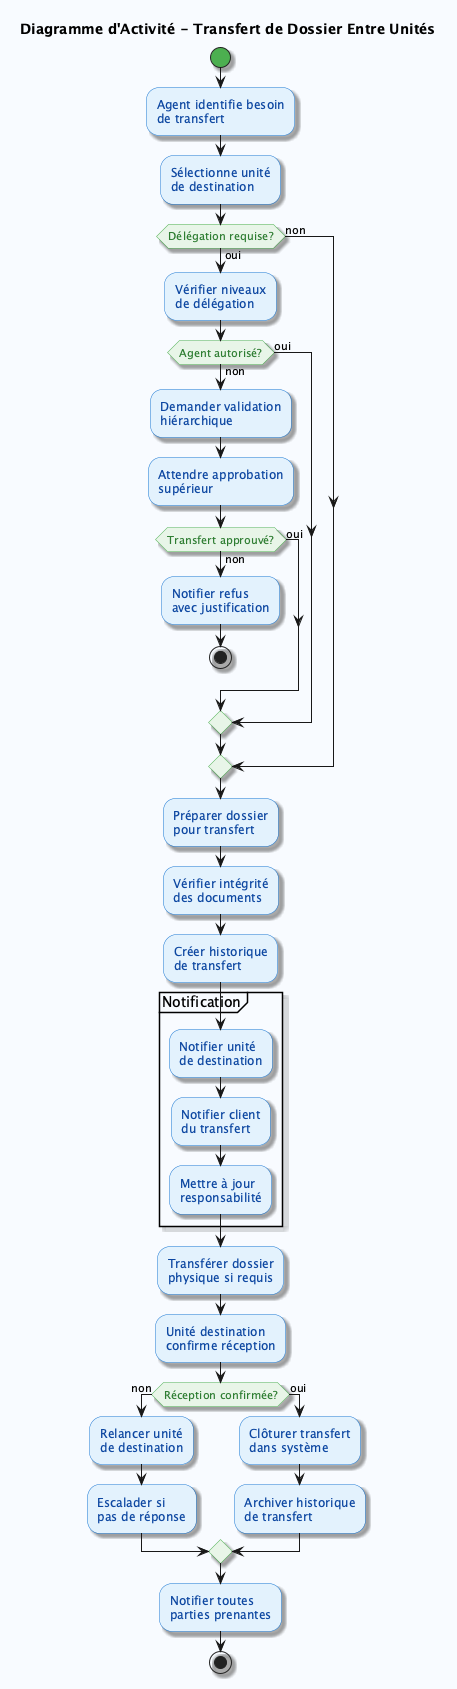 Diagramme d'Activité - Transfert de Dossier Entre Unités
Agent identifie besoin
de transfert
Sélectionne unité
de destination
Délégation requise?
non
oui
Vérifier niveaux
de délégation
Agent autorisé?
oui
non
Demander validation
hiérarchique
Attendre approbation
supérieur
Transfert approuvé?
oui
non
Notifier refus
avec justification
Préparer dossier
pour transfert
Vérifier intégrité
des documents
Créer historique
de transfert
Notification
Notifier unité
de destination
Notifier client
du transfert
Mettre à jour
responsabilité
Transférer dossier
physique si requis
Unité destination
confirme réception
non
Réception confirmée?
oui
Relancer unité
de destination
Clôturer transfert
dans système
Escalader si
pas de réponse
Archiver historique
de transfert
Notifier toutes
parties prenantes